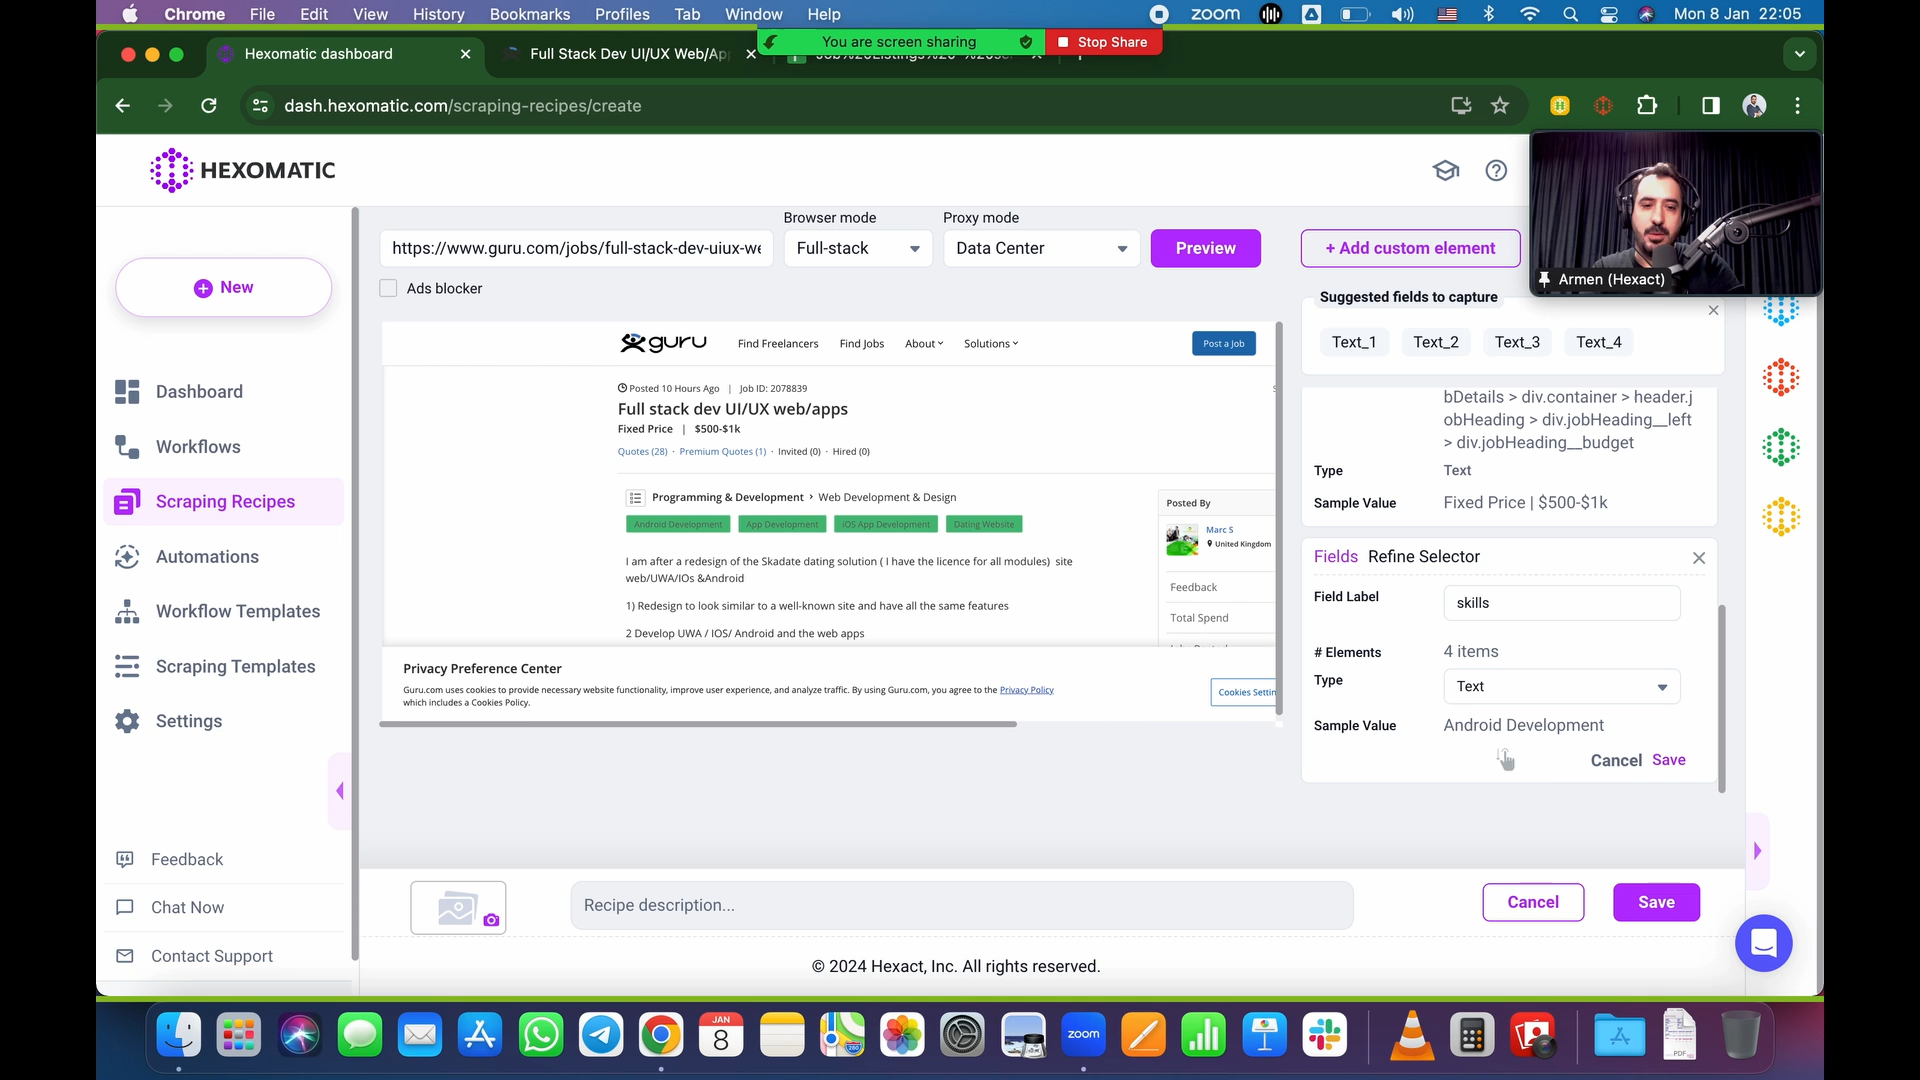 Chrome File Edit View History Bookmarks Profiles Tab Window Help
zoom
Mon 8 Jan 22:05
Hexomatic dashboard
Full Stack Dev UI/UX Web/Ap
You are screen sharing
Stop Share
dash.hexomatic.com/scraping-recipes/create
HEXOMATIC
Armen (Hexact)
New
Dashboard
Workflows
Scraping Recipes
Automations
Workflow Templates
Scraping Templates
Settings
Feedback
Chat Now
Contact Support
Browser mode
Proxy mode
https://www.guru.com/jobs/full-stack-dev-uiux-we
Full-stack
Data Center
Preview
+ Add custom element
Ads blocker
guru
Find Freelancers
Find Jobs
About
Solutions
Post a Job
Posted 10 Hours Ago | Job ID: 2078839
Full stack dev UI/UX web/apps
Fixed Price | $500-$1k
Quotes (28) · Premium Quotes (1) · Invited (0) · Hired (0)
Programming & Development › Web Development & Design
Android Development
App Development
iOS App Development
Dating Website
I am after a redesign of the Skadate dating solution ( I have the licence for all modules) site
web/UWA/IOs &Android
1) Redesign to look similar to a well-known site and have all the same features
2 Develop UWA / IOS/ Android and the web apps
Posted By
Marc S
United Kingdom
Feedback
Total Spend
Privacy Preference Center
Guru.com uses cookies to provide necessary website functionality, improve user experience, and analyze traffic. By using Guru.com, you agree to the Privacy Policy
which includes a Cookies Policy.
Cookies Settin
Suggested fields to capture
Text_1
Text_2
Text_3
Text_4
bDetails > div.container > header.j
obHeading > div.jobHeading__left
> div.jobHeading__budget
Type
Text
Sample Value
Fixed Price | $500-$1k
Fields Refine Selector
Field Label
skills
# Elements
4 items
Type
Text
Sample Value
Android Development
Cancel
Save
Recipe description...
Cancel
Save
© 2024 Hexact, Inc. All rights reserved.
JAN
8
zoom
PDF